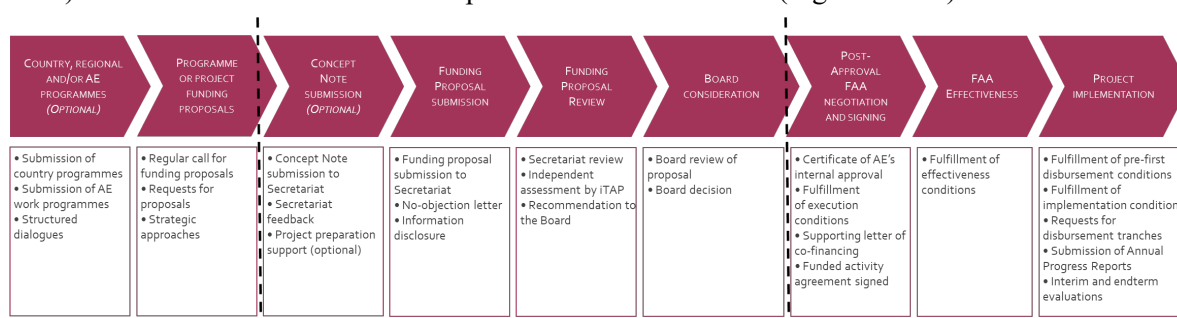 COUNTRY, REGIONAL
AND/OR AE
PROGRAMMES
(OPTIONAL)
PROGRAMME
OR PROJECT
FUNDING
PROPOSALS
CONCEPT
NOTE
SUBMISSION
(OPTIONAL)
FUNDING
PROPOSAL
SUBMISSION
FUNDING
PROPOSAL
REVIEW
BOARD
CONSIDERATION
POST-
APPROVAL
FAA
NEGOTIATION
AND SIGNING
FAA
EFFECTIVENESS
PROJECT
IMPLEMENTATION
• Submission of
country programmes
• Submission of AE
work programmes
• Structured
dialogues
• Regular call for
funding proposals
• Requests for
proposals
• Strategic
approaches
• Concept Note
submission to
Secretariat
• Secretariat
feedback
• Project preparation
support (optional)
• Funding proposal
submission to
Secretariat
• No-objection letter
• Information
disclosure
• Secretariat review
• Independent
assessment by iTAP
• Recommendation to
the Board
• Board review of
proposal
• Board decision
• Certificate of AE's
internal approval
• Fulfillment
of execution
conditions
• Supporting letter of
co-financing
• Funded activity
agreement signed
• Fulfillment of
effectiveness
conditions
• Fulfillment of pre-first
disbursement conditions
• Fulfillment of
implementation condition
• Requests for
disbursement tranches
• Submission of Annual
Progress Reports
• Interim and endterm
evaluations